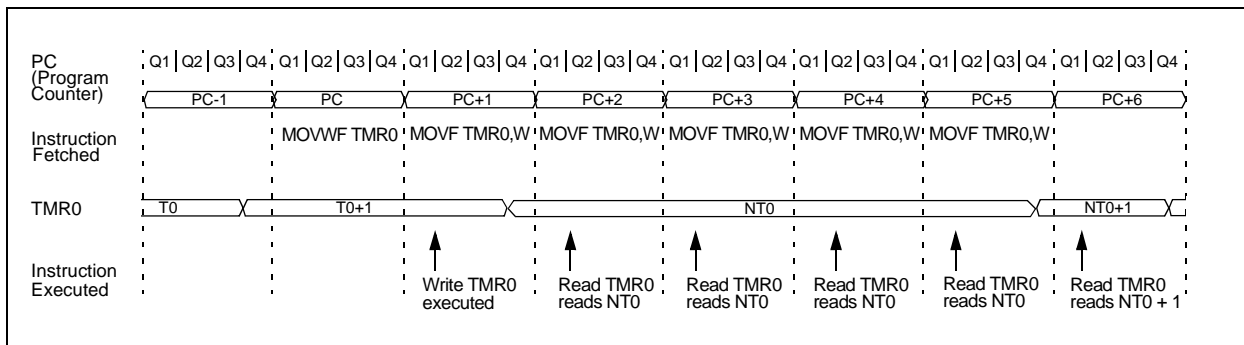 PC
(Program
Counter)
Q1 Q2 Q3 Q4 Q1 Q2 Q3 Q4 Q1 Q2 Q3 Q4 Q1 Q2 Q3 Q4 Q1 Q2 Q3 Q4 Q1 Q2 Q3 Q4 Q1 Q2 Q3 Q4 Q1 Q2 Q3 Q4
PC-1 PC PC+1 PC+2 PC+3 PC+4 PC+5 PC+6
Instruction
Fetched
MOVWF TMR0 MOVF TMR0,W MOVF TMR0,W MOVF TMR0,W MOVF TMR0,W MOVF TMR0,W
TMR0
T0 T0+1 NT0 NT0+1
Instruction
Executed
Write TMR0
executed
Read TMR0
reads NT0
Read TMR0
reads NT0
Read TMR0
reads NT0
Read TMR0
reads NT0
Read TMR0
reads NT0 + 1